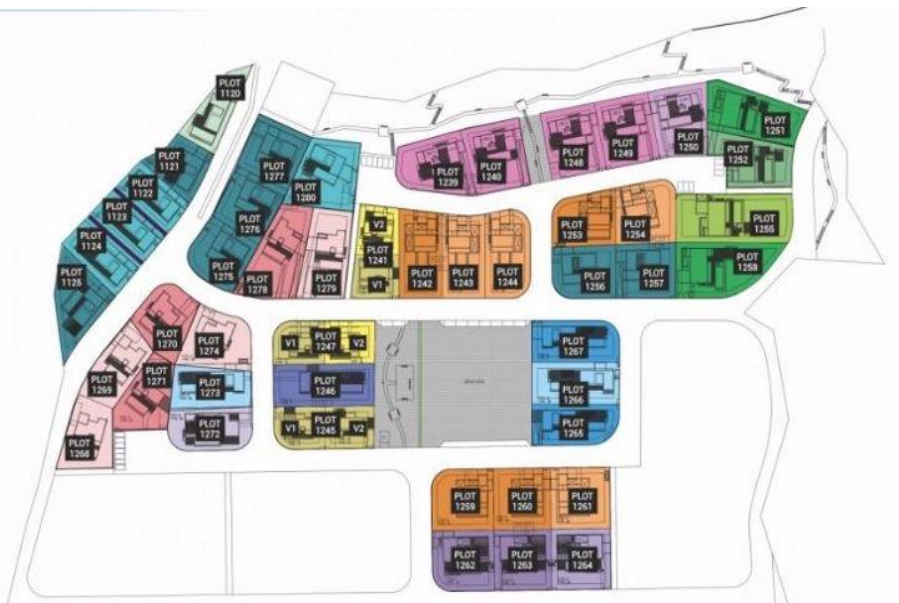 PLOT
1120
PLOT
1121
PLOT
1122
PLOT
1123
PLOT
1124
PLOT
1125
PLOT
1277
PLOT
1280
PLOT
1276
PLOT
1275
PLOT
1278
PLOT
1279
V2
PLOT
1241
V1
PLOT
1242
PLOT
1243
PLOT
1244
PLOT
1239
PLOT
1240
PLOT
1248
PLOT
1249
PLOT
1250
PLOT
1251
PLOT
1252
PLOT
1253
PLOT
1254
PLOT
1255
PLOT
1256
PLOT
1257
PLOT
1258
PLOT
1270
PLOT
1274
PLOT
1269
PLOT
1271
PLOT
1273
PLOT
1272
PLOT
1268
V1
PLOT
1247
V2
PLOT
1246
V1
PLOT
1245
V2
PLOT
1267
PLOT
1266
PLOT
1265
PLOT
1259
PLOT
1260
PLOT
1261
PLOT
1262
PLOT
1263
PLOT
1264